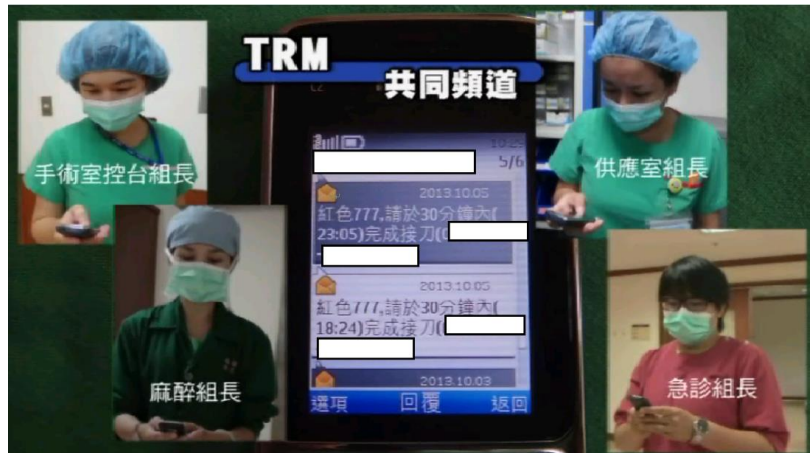 TRM
共同頻道
手術室控台組長
供應室組長
10:29
5/6
2013.10.05
紅色777,請於30分鐘內(
23:05)完成接刀(
2013.10.05
紅色777,請於30分鐘內(
18:24)完成接刀(
2013.10.03
選項 回覆 返回
麻醉組長
急診組長